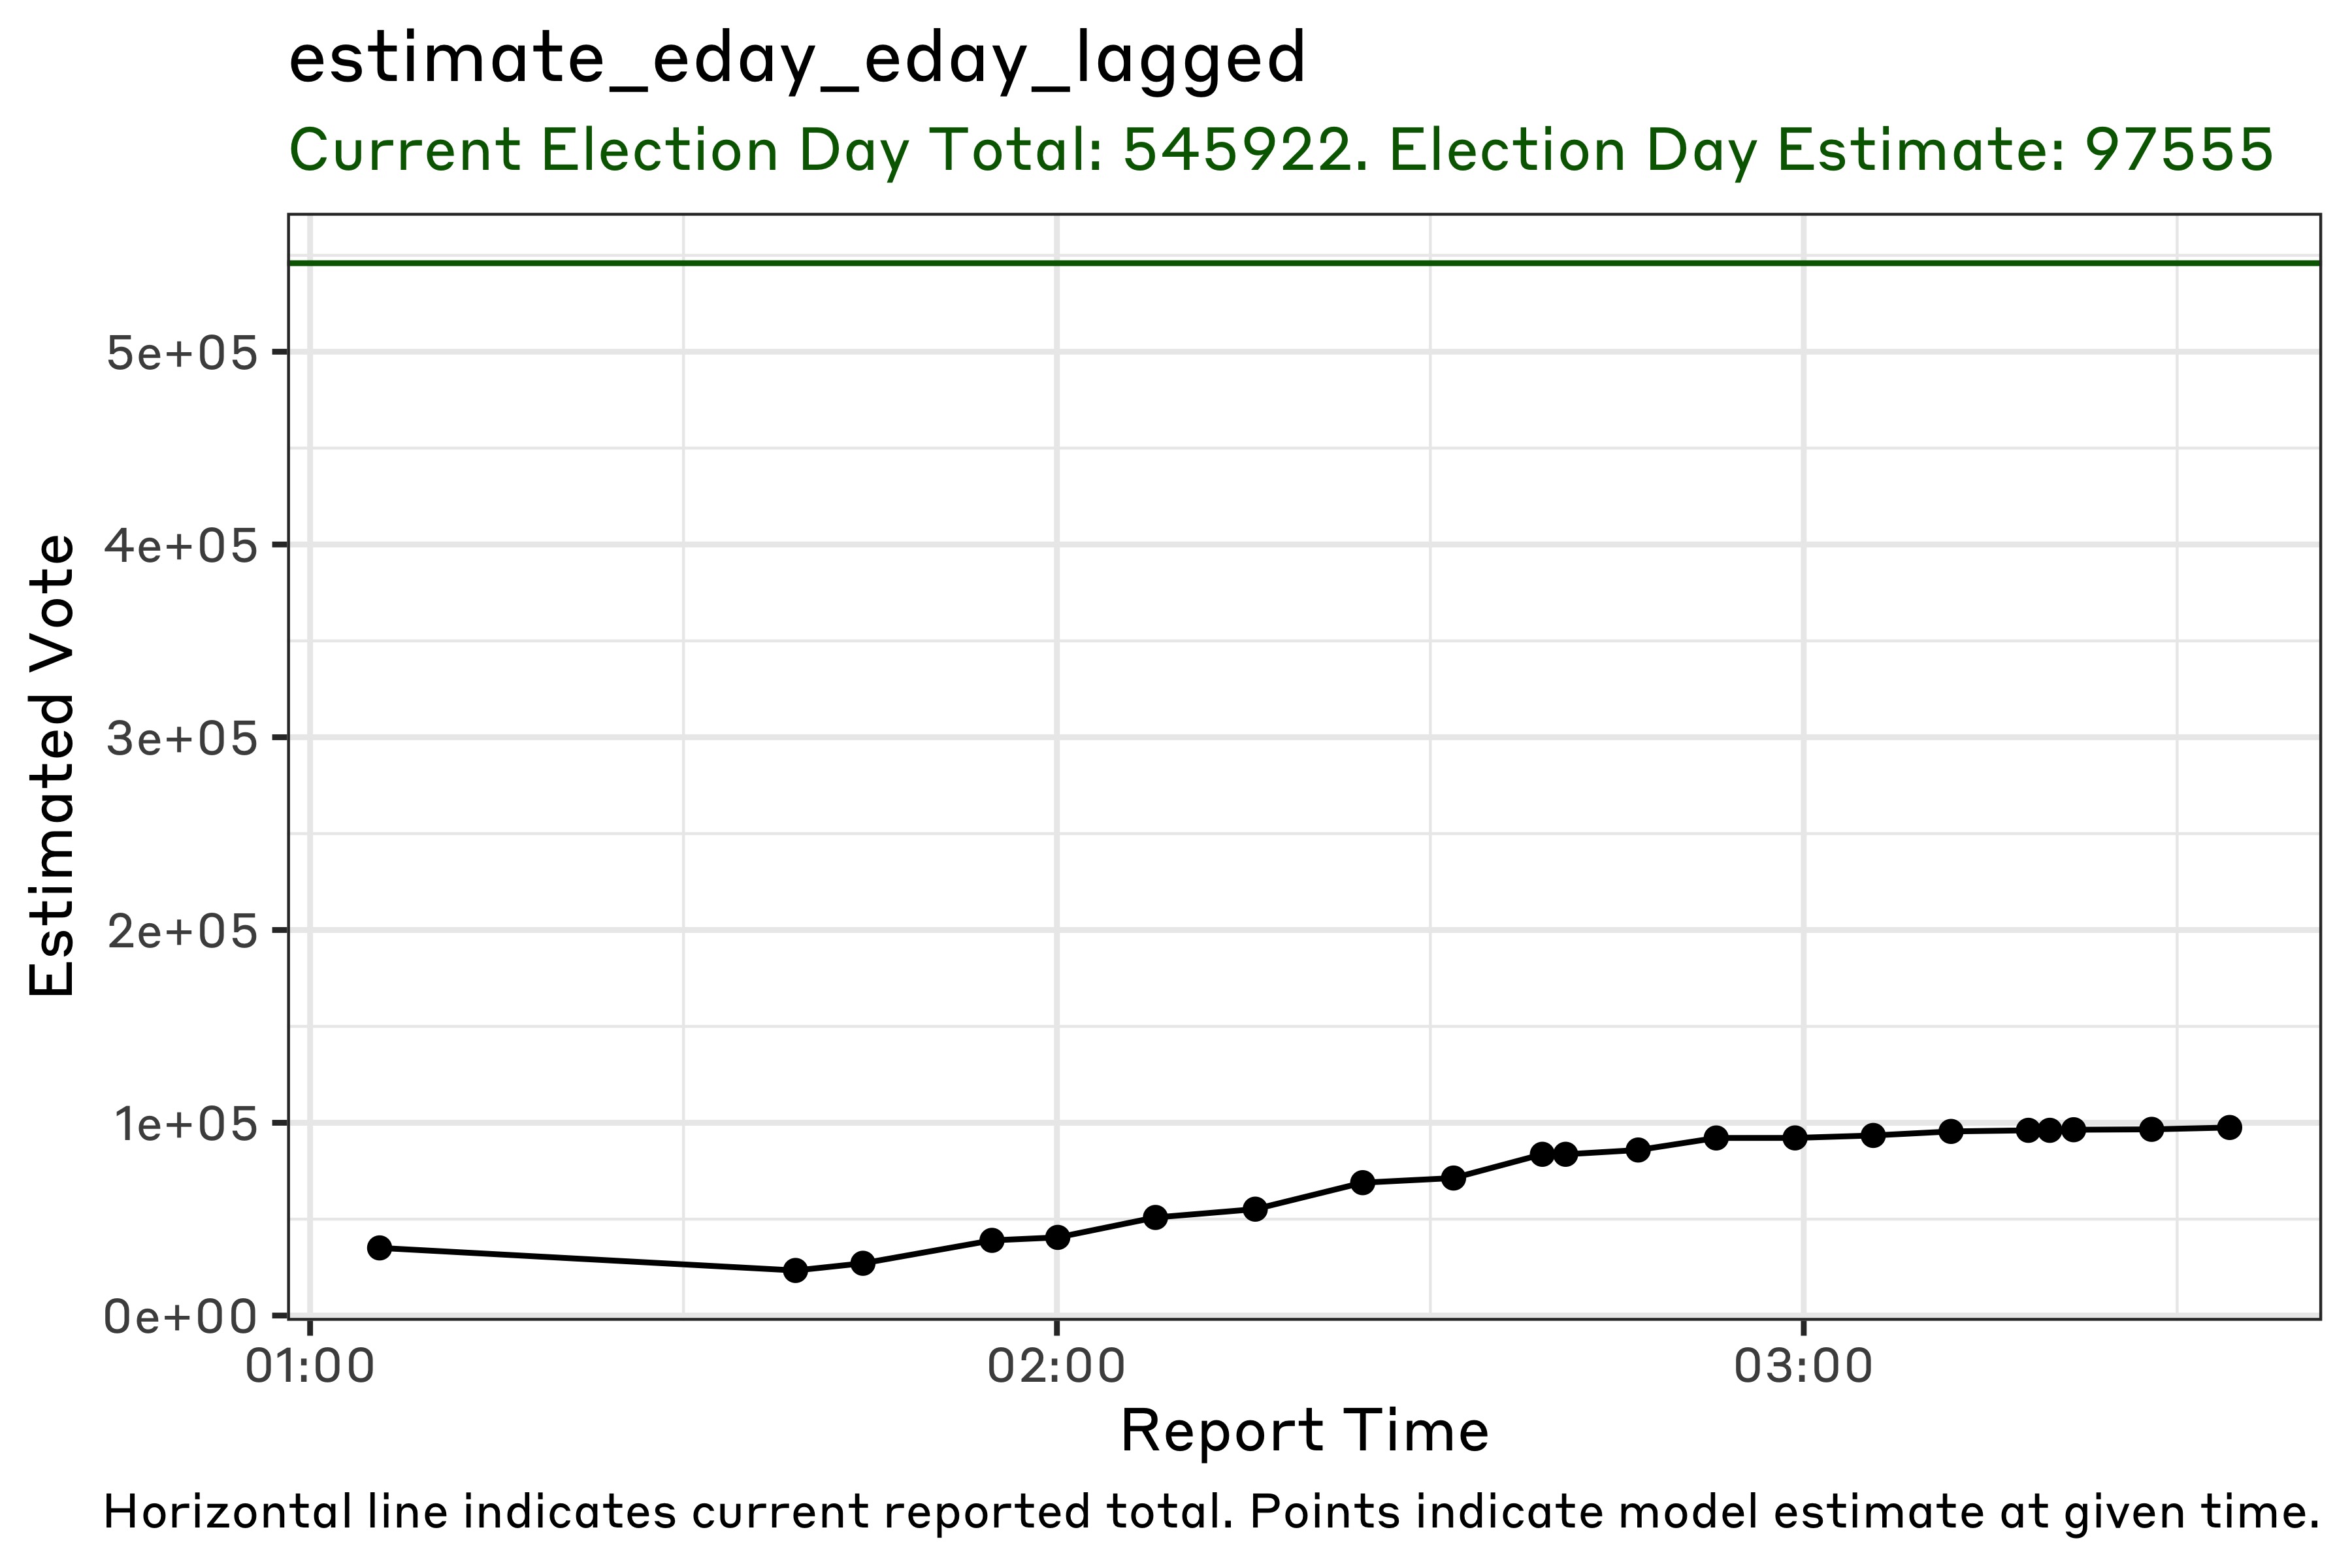 estimate_eday_eday_lagged
Current Election Day Total: 545922. Election Day Estimate: 97555
Estimated Vote
5e+05
4e+05
3e+05
2e+05
1e+05
0e+00
01:00 02:00 03:00
Report Time
Horizontal line indicates current reported total. Points indicate model estimate at given time.